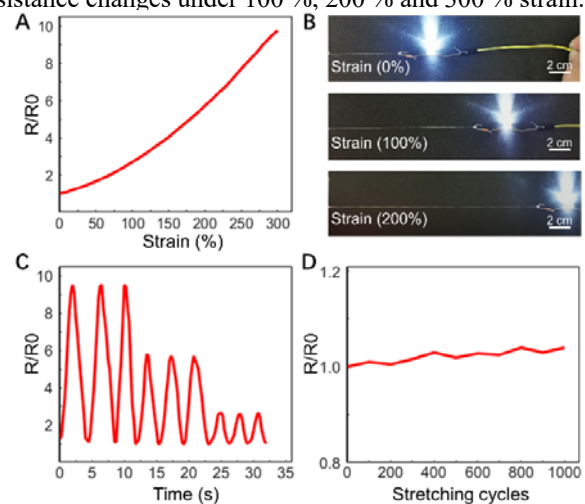 sistance changes under 100 %, 200 % and 300 % strain.
A
10
8
6
4
2
R/R0
0 50 100 150 200 250 300
Strain (%)
B
Strain (0%)
2 cm
Strain (100%)
2 cm
Strain (200%)
2 cm
C
10
8
6
4
2
R/R0
0 5 10 15 20 25 30 35
Time (s)
D
1.2
1.0
0.8
R/R0
0 200 400 600 800 1000
Stretching cycles